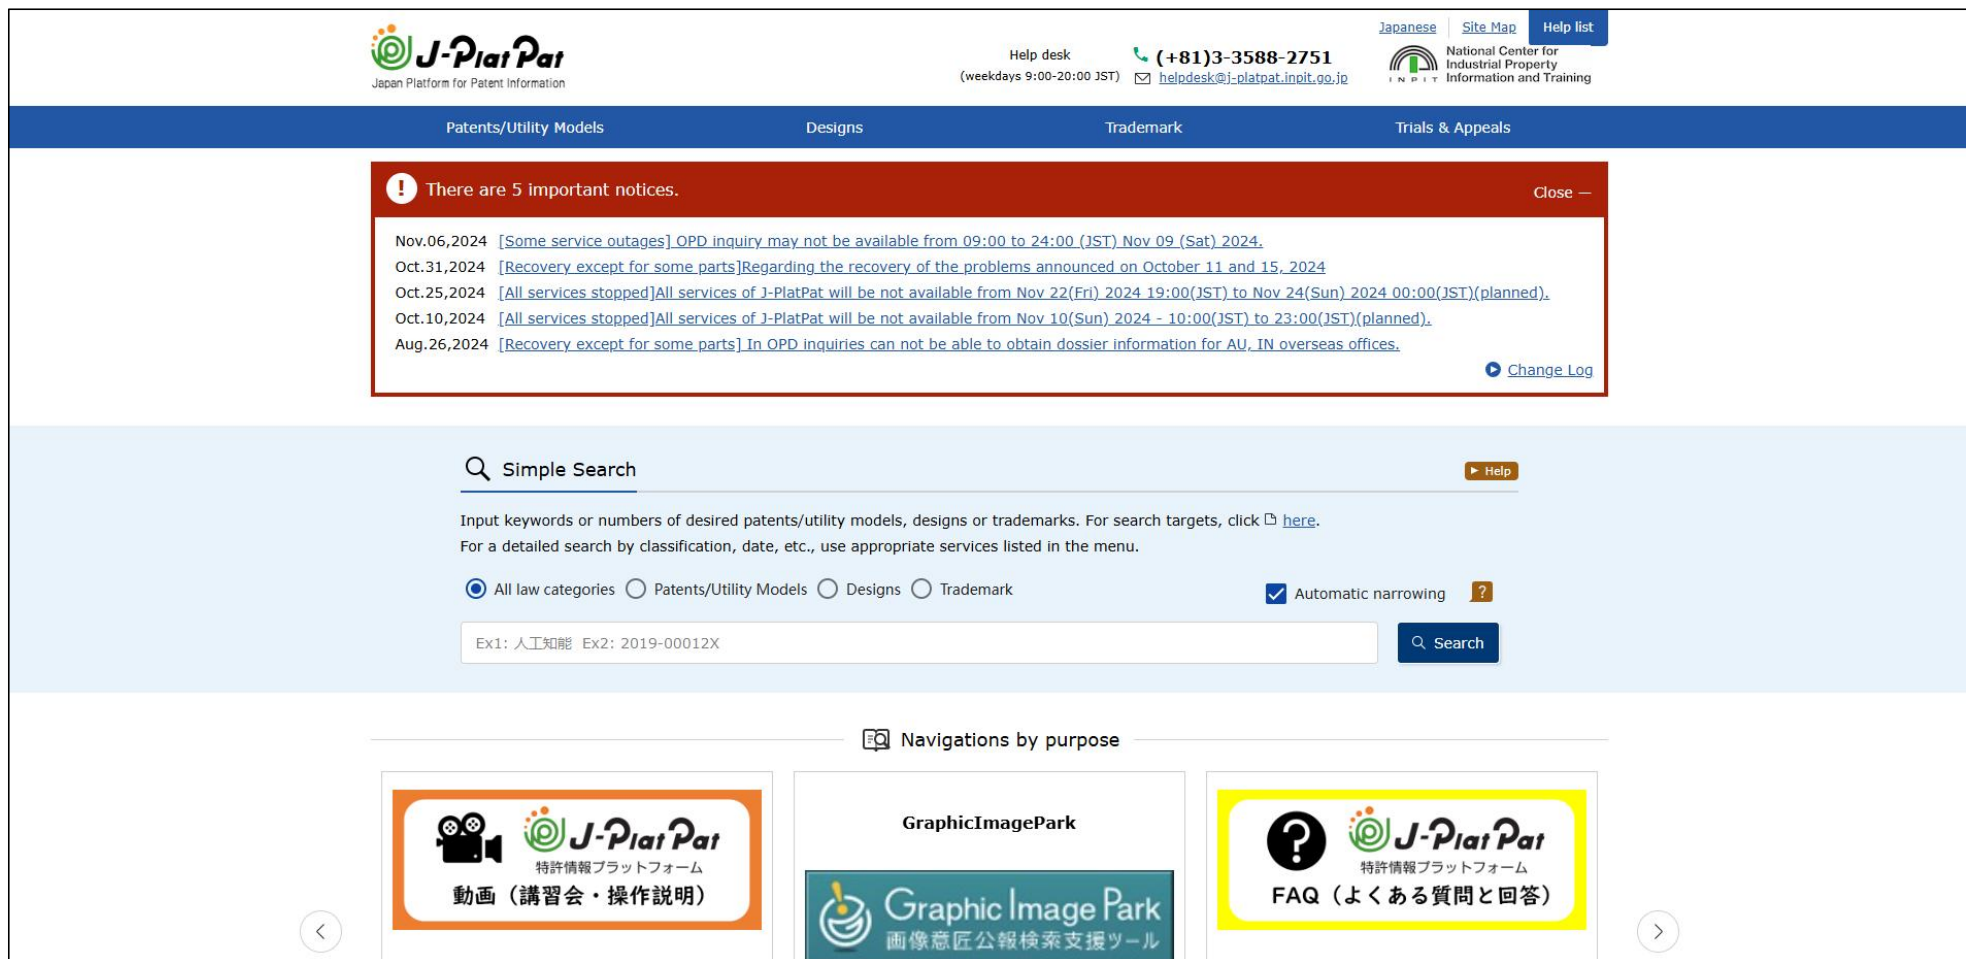 J-PlatPat
Japan Platform for Patent Information
Help desk
(weekdays 9:00-20:00 JST)
(+81)3-3588-2751
helpdesk@j-platpat.inpit.go.jp
Japanese
Site Map
Help list
INPIT
National Center for
Industrial Property
Information and Training
Patents/Utility Models
Designs
Trademark
Trials & Appeals
! There are 5 important notices.
Close —
Nov.06,2024 [Some service outages] OPD inquiry may not be available from 09:00 to 24:00 (JST) Nov 09 (Sat) 2024.
Oct.31,2024 [Recovery except for some parts]Regarding the recovery of the problems announced on October 11 and 15, 2024
Oct.25,2024 [All services stopped]All services of J-PlatPat will be not available from Nov 22(Fri) 2024 19:00(JST) to Nov 24(Sun) 2024 00:00(JST)(planned).
Oct.10,2024 [All services stopped]All services of J-PlatPat will be not available from Nov 10(Sun) 2024 - 10:00(JST) to 23:00(JST)(planned).
Aug.26,2024 [Recovery except for some parts] In OPD inquiries can not be able to obtain dossier information for AU, IN overseas offices.
Change Log
Simple Search
Help
Input keywords or numbers of desired patents/utility models, designs or trademarks. For search targets, click here.
For a detailed search by classification, date, etc., use appropriate services listed in the menu.
All law categories
Patents/Utility Models
Designs
Trademark
Automatic narrowing
?
Ex1: 人工知能 Ex2: 2019-00012X
Search
Navigations by purpose
J-PlatPat
特許情報プラットフォーム
動画（講習会・操作説明）
GraphicImagePark
Graphic Image Park
画像意匠公報検索支援ツール
?
J-PlatPat
特許情報プラットフォーム
FAQ（よくある質問と回答）